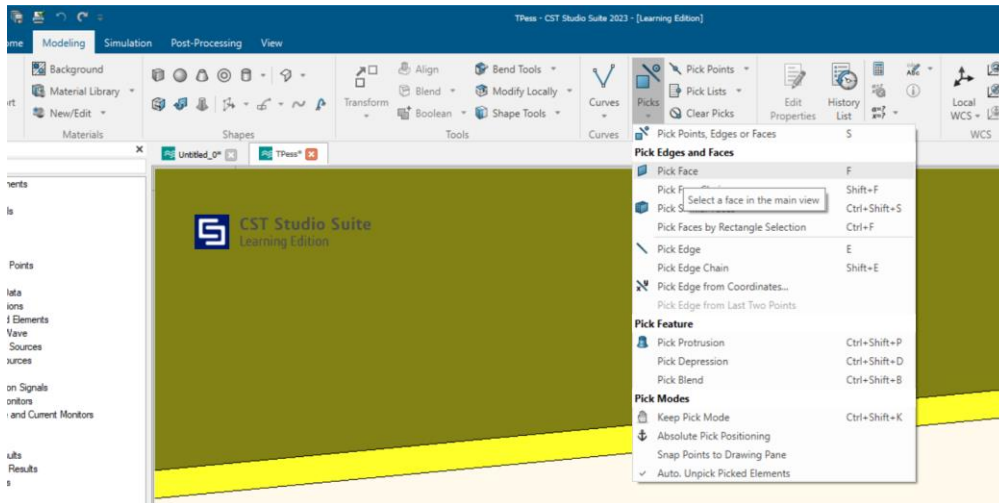 TPess - CST Studio Suite 2023 - [Learning Edition]
ome Modeling Simulation Post-Processing View
Background
Material Library
New/Edit
Materials
Shapes
Transform
Align
Blend
Boolean
Bend Tools
Modify Locally
Shape Tools
Tools
Curves
Curves
Picks
Pick Points
Pick Lists
Clear Picks
Edit Properties
History List
Local WCS
WCS
Untitled_0*
TPess*
CST Studio Suite
Learning Edition
Pick Points, Edges or Faces S
Pick Edges and Faces
Pick Face F
Shift+F
Select a face in the main view
Ctrl+Shift+S
Pick Faces by Rectangle Selection Ctrl+F
Pick Edge E
Pick Edge Chain Shift+E
Pick Edge from Coordinates...
Pick Edge from Last Two Points
Pick Feature
Pick Protrusion Ctrl+Shift+P
Pick Depression Ctrl+Shift+D
Pick Blend Ctrl+Shift+B
Pick Modes
Keep Pick Mode Ctrl+Shift+K
Absolute Pick Positioning
Snap Points to Drawing Pane
Auto. Unpick Picked Elements
Points
d Elements
Wave
Sources
on Signals
and Current Monitors
Results